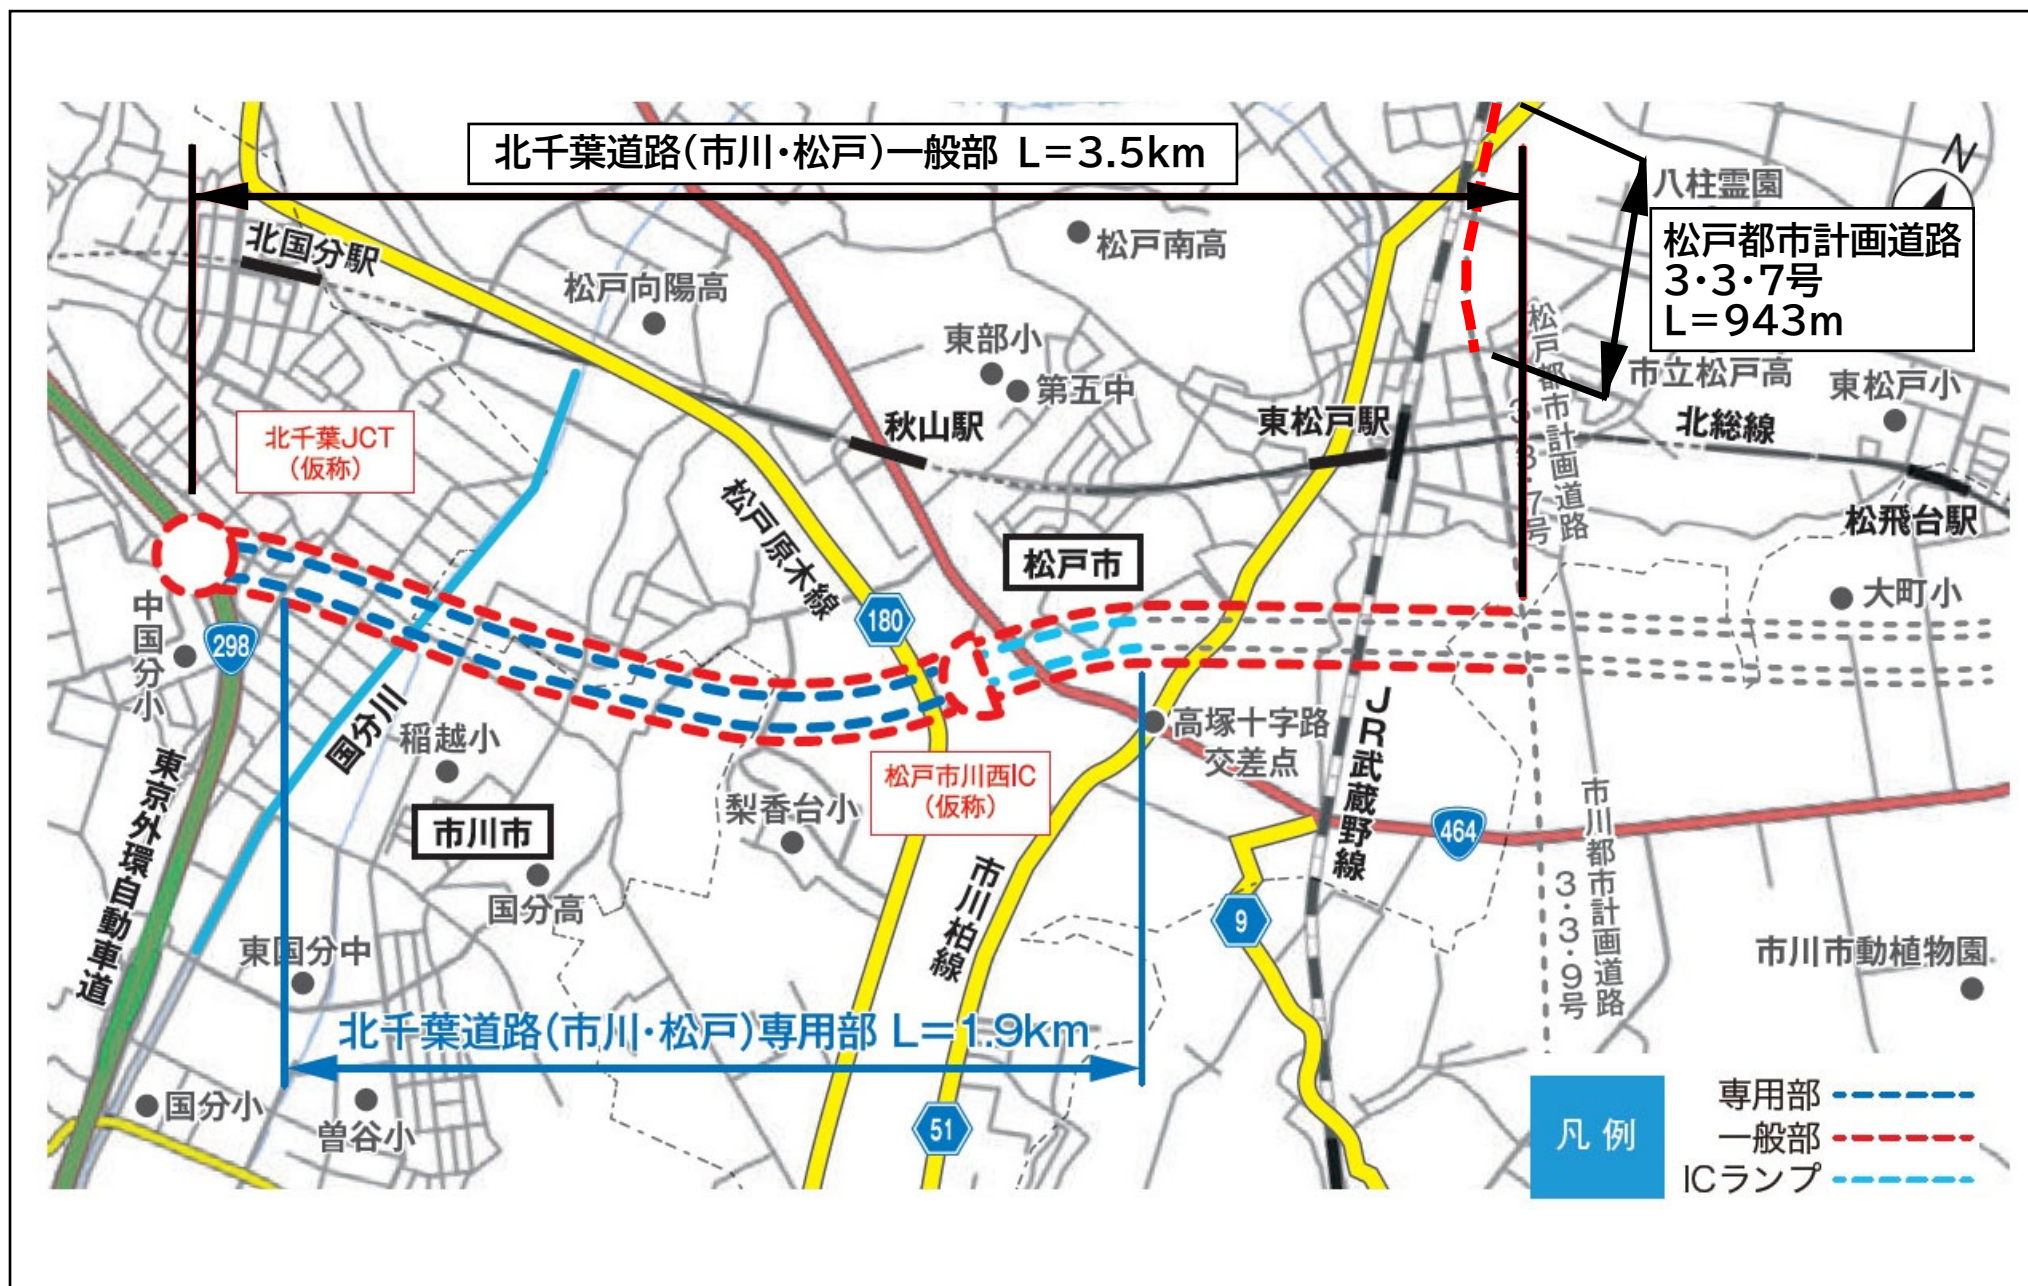 北千葉道路(市川・松戸)一般部 L=3.5km
N
八柱霊園
松戸都市計画道路
3・3・7号
L=943m
北国分駅
松戸向陽高
松戸南高
東部小
第五中
秋山駅
東松戸駅
松戸都市計画道路
3・3・7号
市立松戸高
東松戸小
北総線
松飛台駅
北千葉JCT
(仮称)
松戸原木線
松戸市
大町小
中国分小
298
180
国分川
稲越小
高塚十字路
交差点
JR武蔵野線
松戸市川西IC
(仮称)
東京外環自動車道
市川市
梨香台小
464
市川都市計画道路
3・3・9号
国分高
市川柏線
9
東国分中
市川市動植物園
北千葉道路(市川・松戸)専用部 L=1.9km
国分小
曽谷小
51
凡例
専用部
一般部
ICランプ